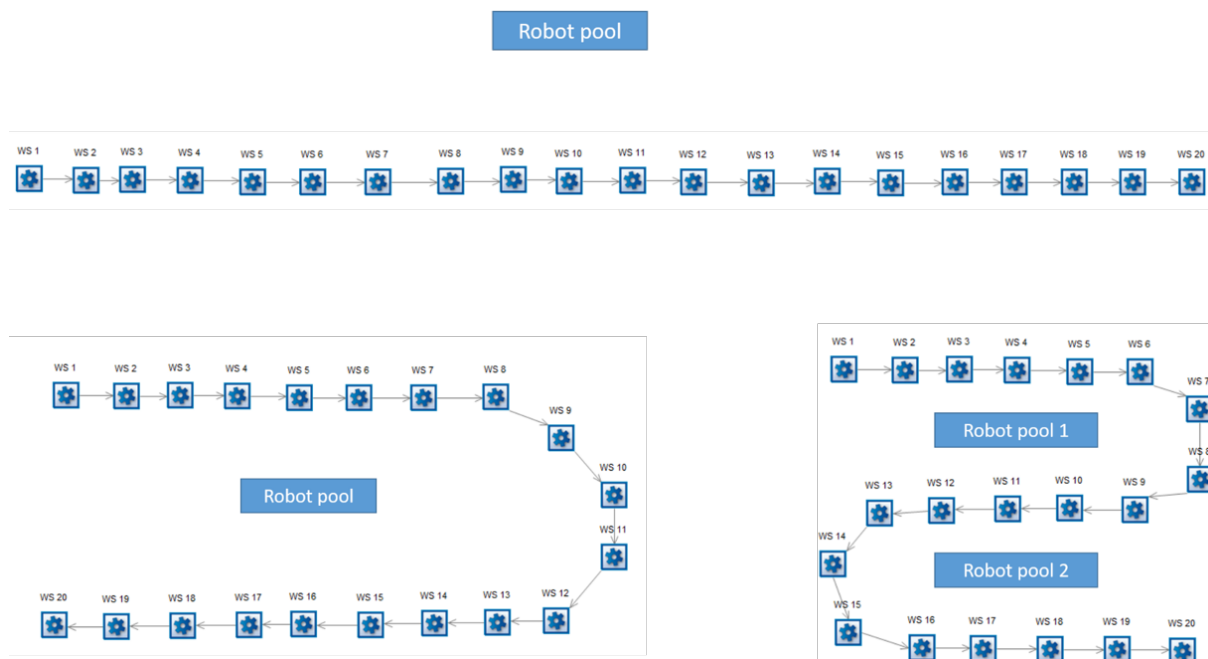 Robot pool
WS 1 WS 2 WS 3 WS 4 WS 5 WS 6 WS 7 WS 8 WS 9 WS 10 WS 11 WS 12 WS 13 WS 14 WS 15 WS 16 WS 17 WS 18 WS 19 WS 20
WS 1 WS 2 WS 3 WS 4 WS 5 WS 6 WS 7 WS 8
WS 9
WS 10
Robot pool
WS 11
WS 20 WS 19 WS 18 WS 17 WS 16 WS 15 WS 14 WS 13 WS 12
WS 1 WS 2 WS 3 WS 4 WS 5 WS 6
WS 7
Robot pool 1
WS 8
WS 13 WS 12 WS 11 WS 10 WS 9
WS 14
Robot pool 2
WS 15
WS 16 WS 17 WS 18 WS 19 WS 20